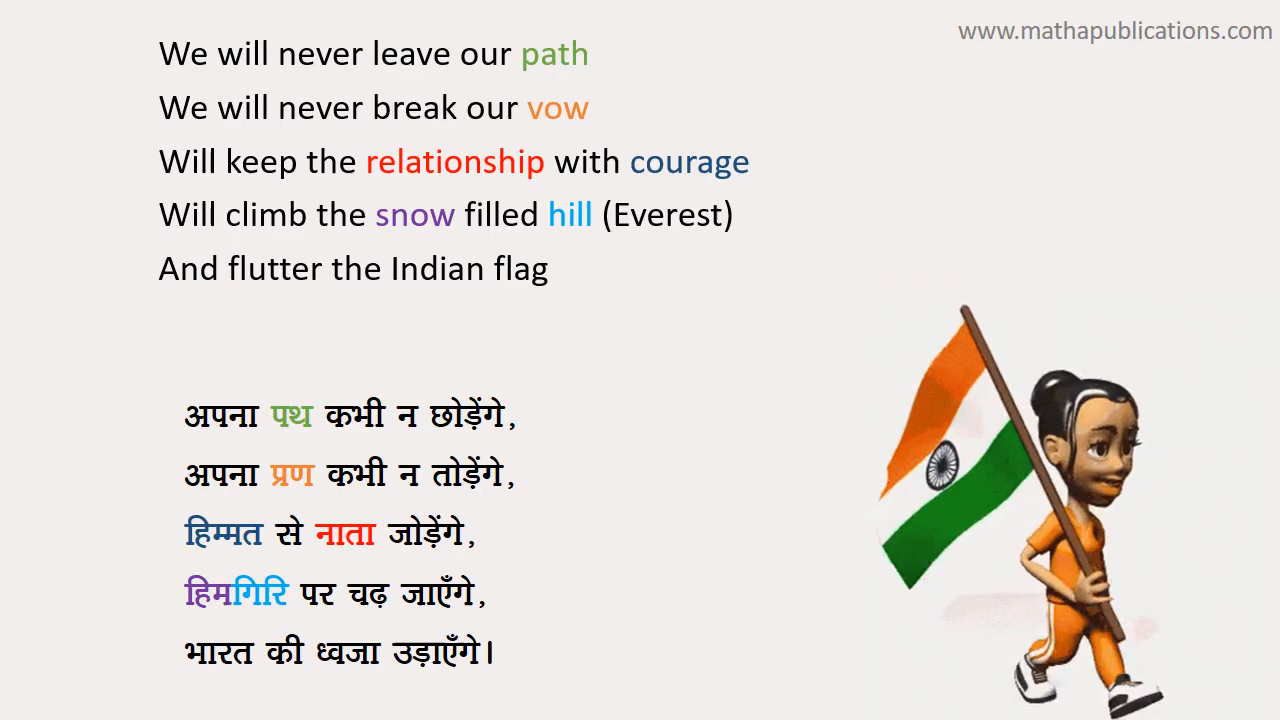 www.mathapublications.com
We will never leave our path
We will never break our vow
Will keep the relationship with courage
Will climb the snow filled hill (Everest)
And flutter the Indian flag
अपना पथ कभी न छोड़ेंगे,
अपना प्रण कभी न तोड़ेंगे,
हिम्मत से नाता जोड़ेंगे,
हिमगिरि पर चढ़ जाएँगे,
भारत की ध्वजा उड़ाएँगे।